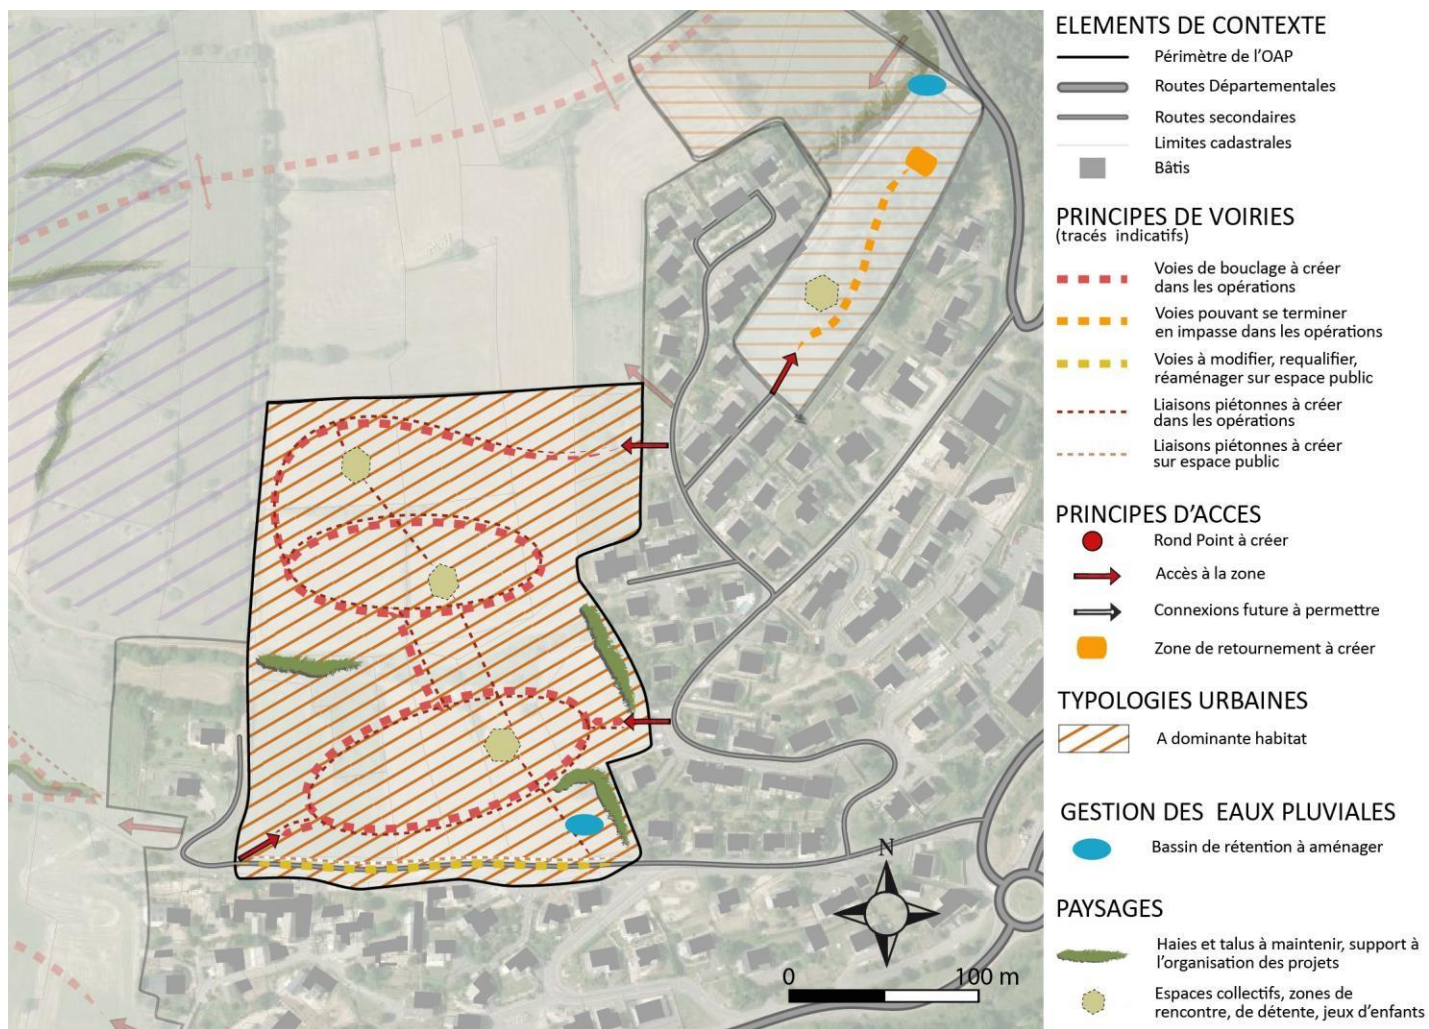 ELEMENTS DE CONTEXTE
Périmètre de l'OAP
Routes Départementales
Routes secondaires
Limites cadastrales
Bâtis
PRINCIPES DE VOIRIES
(tracés indicatifs)
Voies de bouclage à créer
dans les opérations
Voies pouvant se terminer
en impasse dans les opérations
Voies à modifier, requalifier,
réaménager sur espace public
Liaisons piétonnes à créer
dans les opérations
Liaisons piétonnes à créer
sur espace public
PRINCIPES D'ACCES
Rond Point à créer
Accès à la zone
Connexions future à permettre
Zone de retournement à créer
TYPOLOGIES URBAINES
A dominante habitat
GESTION DES EAUX PLUVIALES
Bassin de rétention à aménager
PAYSAGES
Haies et talus à maintenir, support à
l'organisation des projets
Espaces collectifs, zones de
rencontre, de détente, jeux d'enfants
N
0 100 m